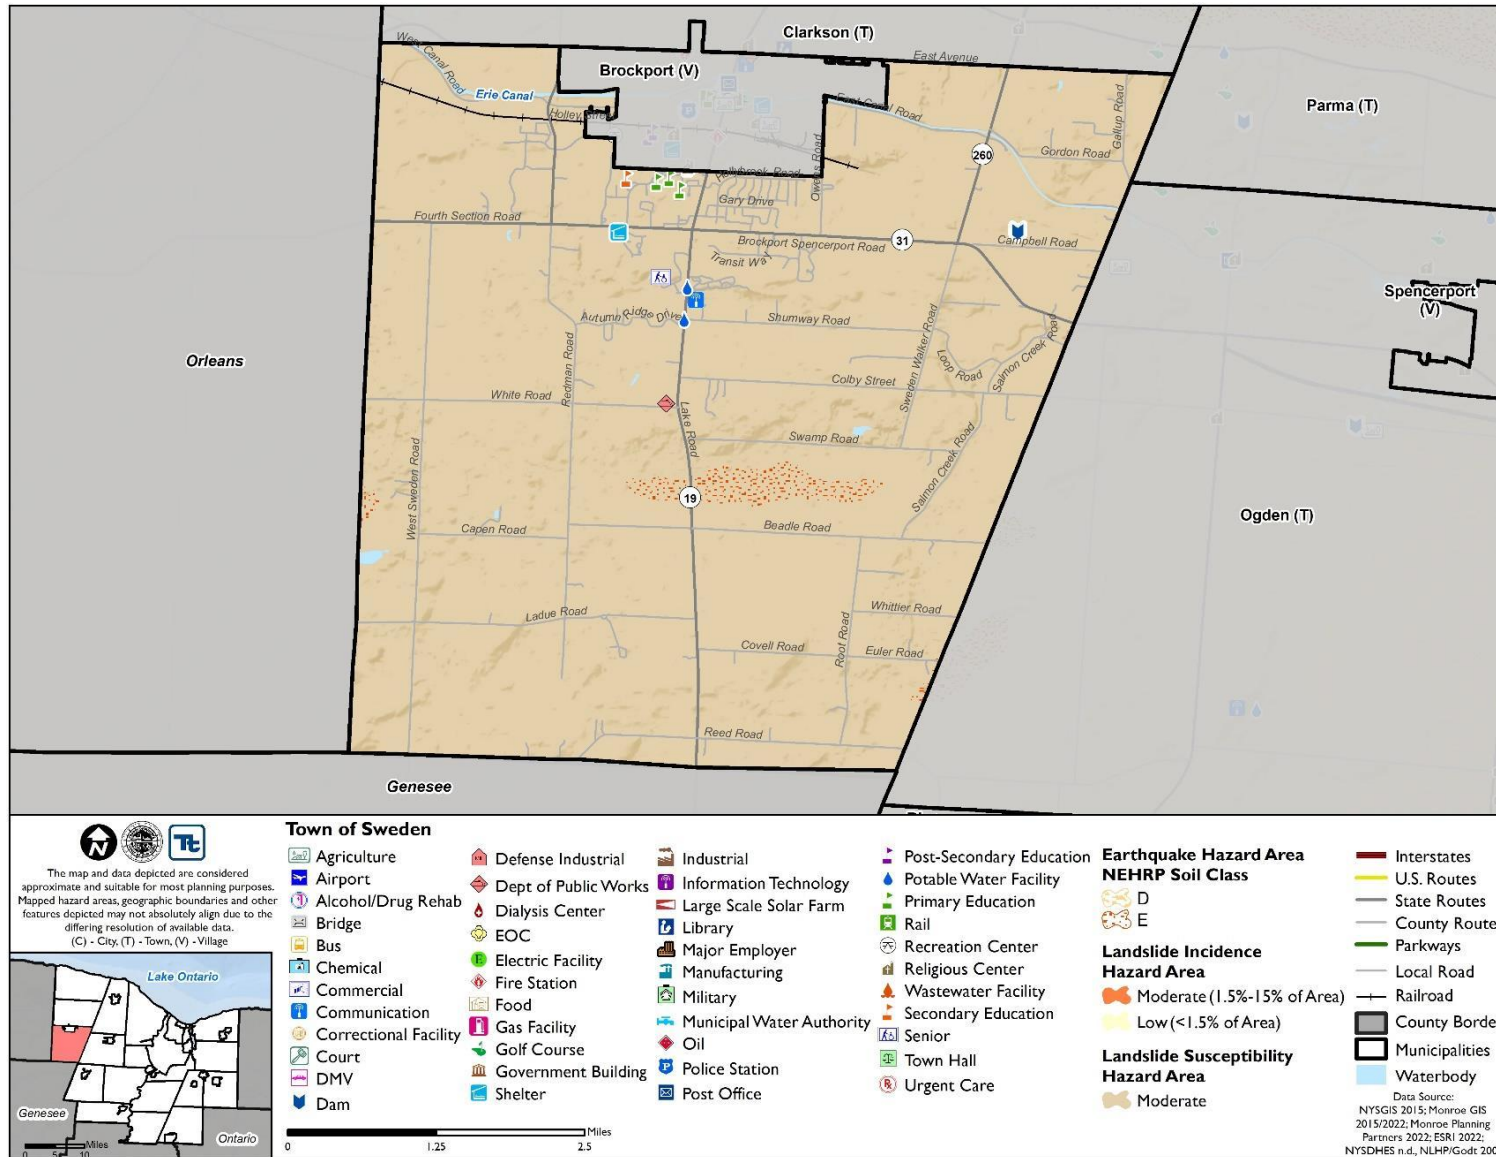 Clarkson (T)
East Avenue
West Canal Road
Brockport (V)
Erie Canal
Holley Street
East Canal Road
Gallup Road
Parma (T)
260
Gordon Road
Owens Road
Gary Drive
Fourth Section Road
Brockport Spencerport Road
31
Campbell Road
Transit Way
Spencerport
(V)
Autumn Ridge Drive
Shumway Road
Orleans
Redman Road
Sweden Walker Road
Loop Road
Salmon Creek Road
Colby Street
White Road
Lake Road
Swamp Road
West Sweden Road
Salmon Creek Road
19
Ogden (T)
Capen Road
Beadle Road
Ladue Road
Whittier Road
Root Road
Covell Road
Euler Road
Reed Road
Genesee
N
Tt
The map and data depicted are considered
approximate and suitable for most planning purposes.
Mapped hazard areas, geographic boundaries and other
features depicted may not absolutely align due to the
differing resolution of available data.
(C) - City, (T) - Town, (V) - Village
Lake Ontario
Genesee
Ontario
Miles
0 5 10
Town of Sweden
Agriculture
Airport
Alcohol/Drug Rehab
Bridge
Bus
Chemical
Commercial
Communication
Correctional Facility
Court
DMV
Dam
Defense Industrial
Dept of Public Works
Dialysis Center
EOC
Electric Facility
Fire Station
Food
Gas Facility
Golf Course
Government Building
Shelter
Industrial
Information Technology
Large Scale Solar Farm
Library
Major Employer
Manufacturing
Military
Municipal Water Authority
Oil
Police Station
Post Office
Post-Secondary Education
Potable Water Facility
Primary Education
Rail
Recreation Center
Religious Center
Wastewater Facility
Secondary Education
Senior
Town Hall
Urgent Care
Miles
0 1.25 2.5
Earthquake Hazard Area
NEHRP Soil Class
D
E
Landslide Incidence
Hazard Area
Moderate (1.5%-15% of Area)
Low (<1.5% of Area)
Landslide Susceptibility
Hazard Area
Moderate
Interstates
U.S. Routes
State Routes
County Route
Parkways
Local Road
Railroad
County Borde
Municipalities
Waterbody
Data Source:
NYSGIS 2015; Monroe GIS
2015/2022; Monroe Planning
Partners 2022; ESRI 2022;
NYSDHES n.d., NLHP/Godt 200